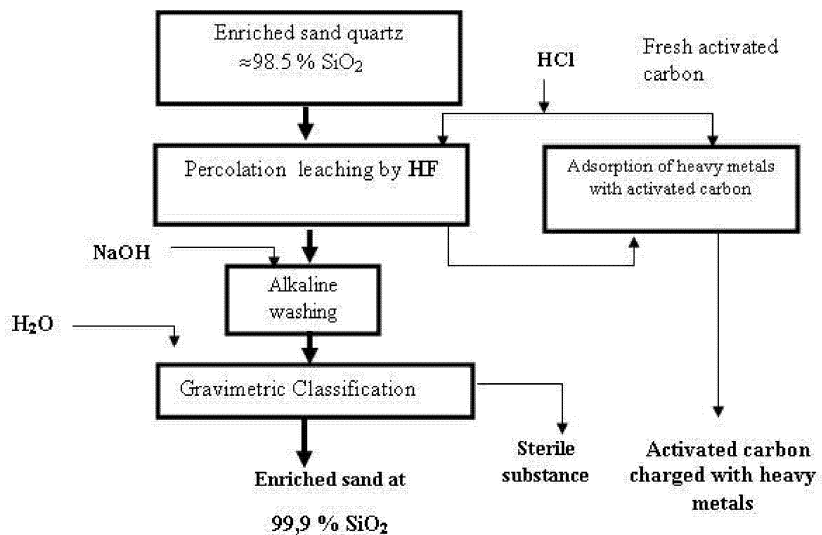 Enriched sand quartz
≈98.5 % SiO₂
HCl
Fresh activated
carbon
Percolation leaching by HF
Adsorption of heavy metals
with activated carbon
NaOH
Alkaline
washing
H₂O
Gravimetric Classification
Sterile
substance
Activated carbon
charged with heavy
metals
Enriched sand at
99,9 % SiO₂